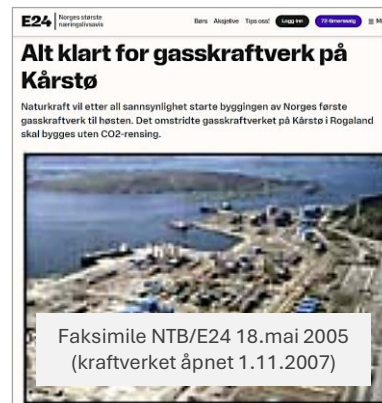 E24 Norges største
næringslivsavis
Børs Aksjelive Tips oss! Logg inn
Alt klart for gasskraftverk på
Kårstø
Naturkraft vil etter all sannsynlighet starte byggingen av Norges første
gasskraftverk til høsten. Det omstridte gasskraftverket på Kårstø i Rogaland
skal bygges uten CO2-rensing.
Faksimile NTB/E24 18.mai 2005
(kraftverket åpnet 1.11.2007)